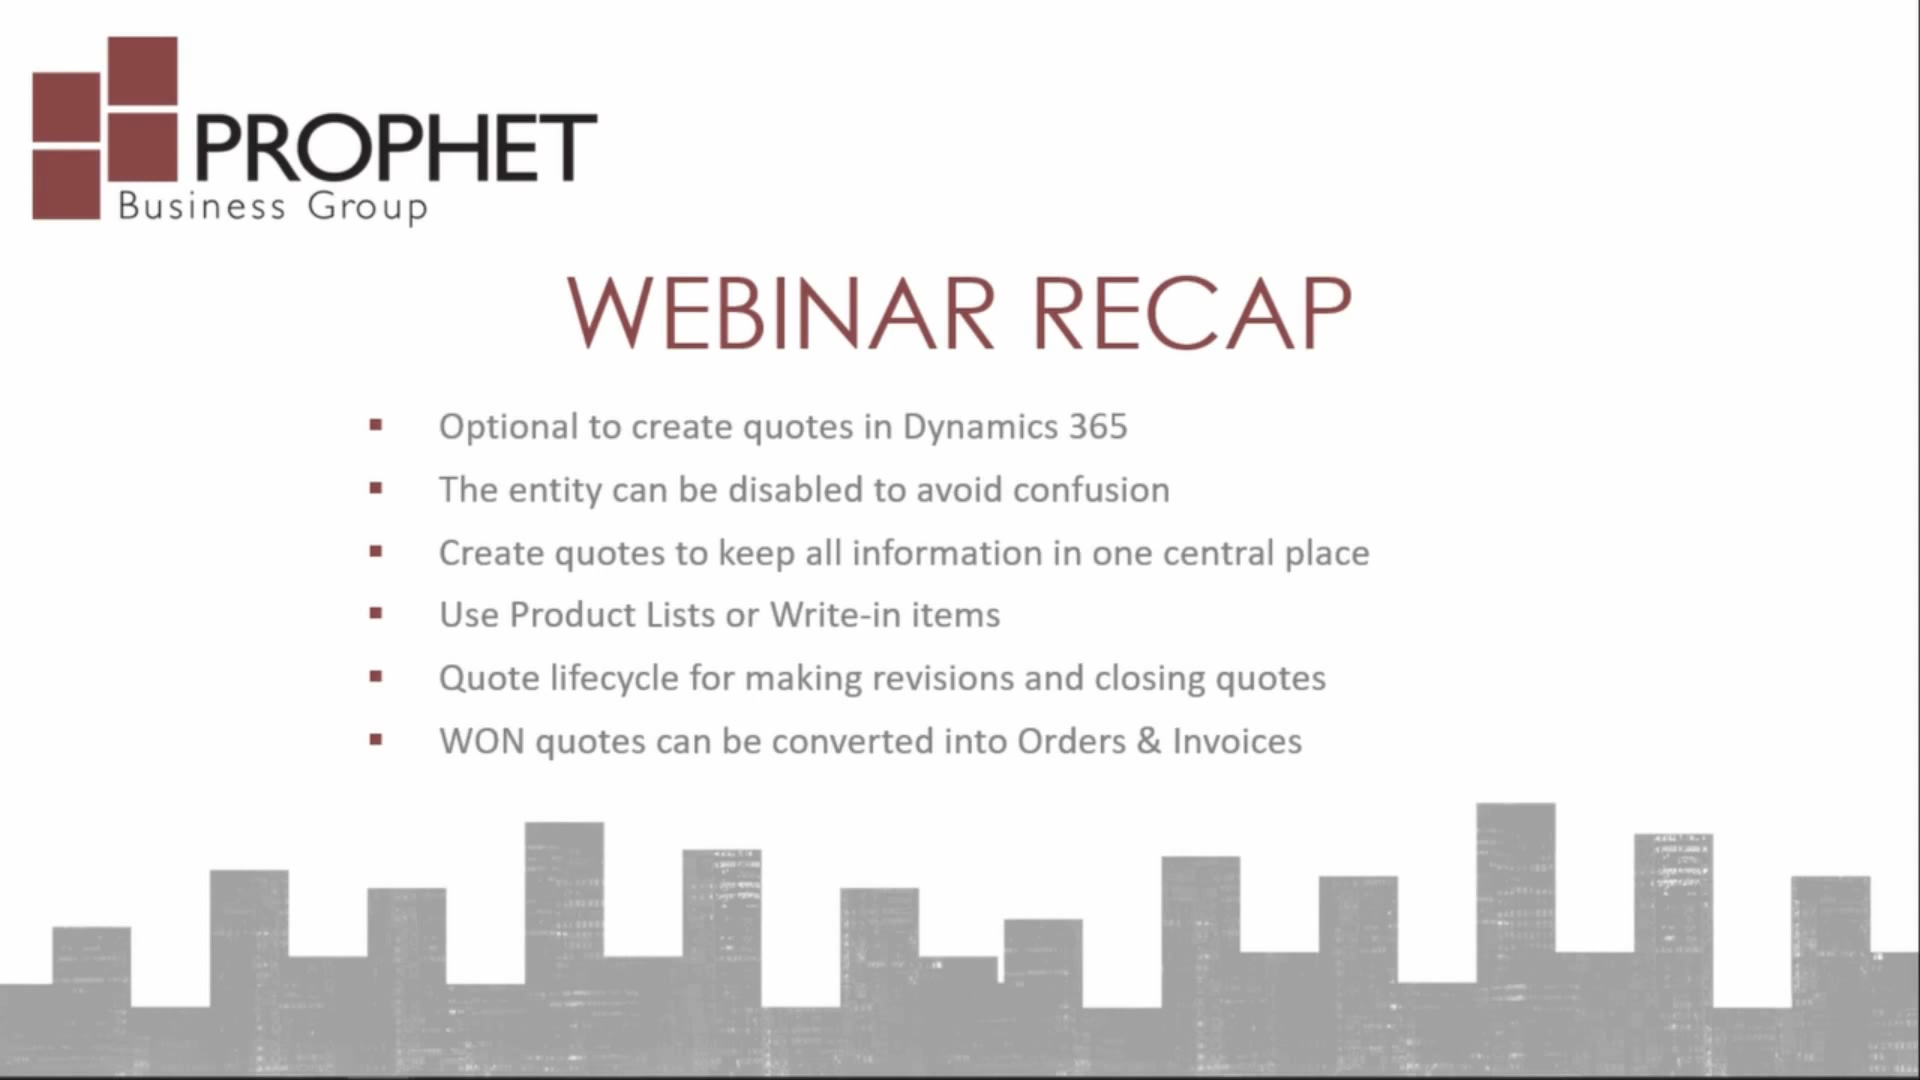 PROPHET
Business Group
WEBINAR RECAP
▪ Optional to create quotes in Dynamics 365
▪ The entity can be disabled to avoid confusion
▪ Create quotes to keep all information in one central place
▪ Use Product Lists or Write-in items
▪ Quote lifecycle for making revisions and closing quotes
▪ WON quotes can be converted into Orders & Invoices